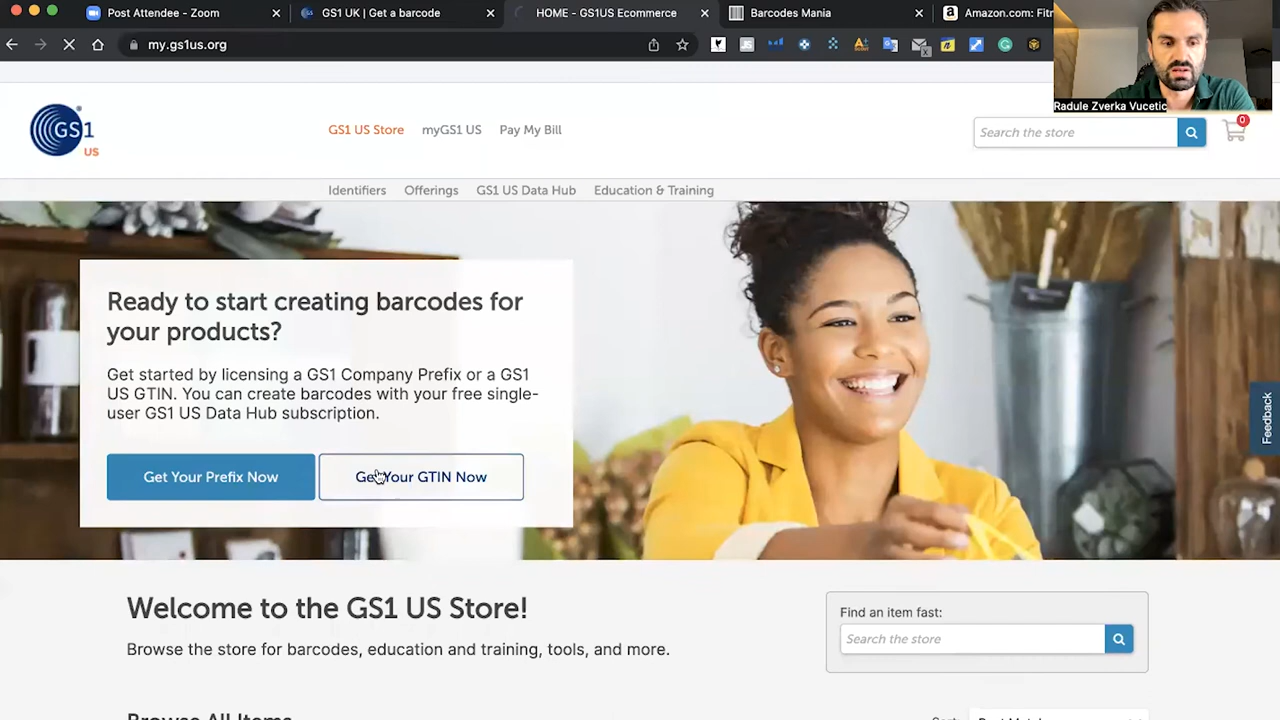 Post Attendee - Zoom
GS1 UK | Get a barcode
HOME - GS1US Ecommerce
Barcodes Mania
Amazon.com: Fitn
my.gs1us.org
Radule Zverka Vucetic
GS1
US
GS1 US Store
myGS1 US
Pay My Bill
Search the store
0
Identifiers
Offerings
GS1 US Data Hub
Education & Training
Ready to start creating barcodes for
your products?
Get started by licensing a GS1 Company Prefix or a GS1
US GTIN. You can create barcodes with your free single-
user GS1 US Data Hub subscription.
Get Your Prefix Now
Get Your GTIN Now
Feedback
Welcome to the GS1 US Store!
Browse the store for barcodes, education and training, tools, and more.
Find an item fast:
Search the store
Browse All Items